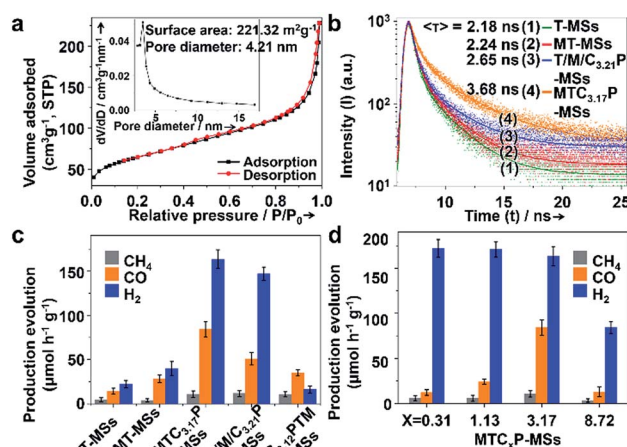 a
Surface area: 221.32 m²g⁻¹
Pore diameter: 4.21 nm
dV/dD / cm³g⁻¹nm⁻¹→
0.04
0.02
0.00
5 10 15
Pore diameter / nm→
Volume adsorbed
(cm³g⁻¹, STP)
200
150
100
50
0
Adsorption
Desorption
0.0 0.2 0.4 0.6 0.8 1.0
Relative pressure / P/P₀→
b
<τ> = 2.18 ns (1) T-MSs
2.24 ns (2) MT-MSs
2.65 ns (3) T/M/C₃.₂₁P
-MSs
3.68 ns (4) MTC₃.₁₇P
-MSs
(4)
(3)
(2)
(1)
Intensity (I) (a.u.)
10³
10²
10¹
10 15 20 25
Time (t) / ns→
c
CH₄
CO
H₂
Production evolution
(μmol h⁻¹ g⁻¹)
150
100
50
0
T-MSs
MT-MSs
MTC₃.₁₇P
MSs
MSs
PTM
MSs
d
CH₄
CO
H₂
Production evolution
(μmol h⁻¹ g⁻¹)
200
150
100
50
0
X=0.31 1.13 3.17 8.72
MTCₓP-MSs